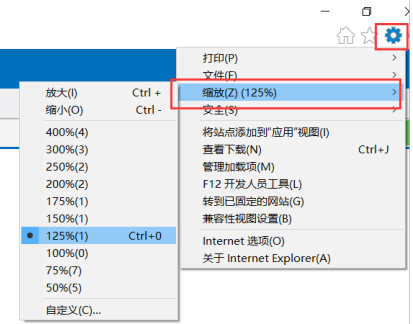 打印(P)
文件(F)
缩放(Z) (125%)
安全(S)
将站点添加到“应用”视图(I)
查看下载(N) Ctrl+J
管理加载项(M)
F12 开发人员工具(L)
转到已固定的网站(G)
兼容性视图设置(B)
Internet 选项(O)
关于 Internet Explorer(A)
放大(I) Ctrl +
缩小(O) Ctrl -
400%(4)
300%(3)
250%(2)
200%(2)
175%(1)
150%(1)
125%(1) Ctrl+0
100%(0)
75%(7)
50%(5)
自定义(C)...